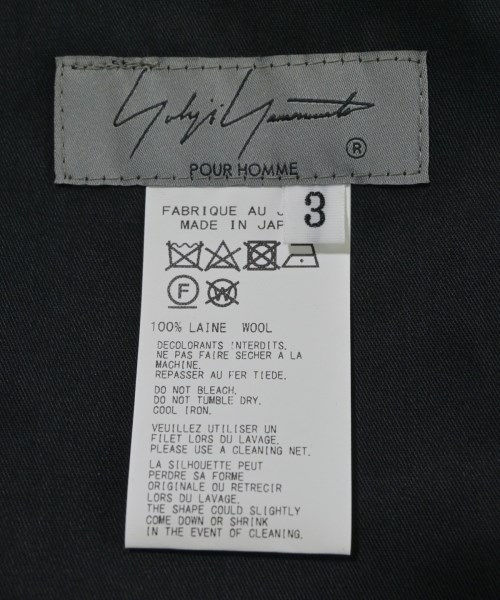 Yohji Yamamoto
®
POUR HOMME
3
FABRIQUE AU J
MADE IN JAP
F
W
100% LAINE WOOL
DECOLORANTS INTERDITS.
NE PAS FAIRE SECHER A LA
MACHINE.
REPASSER AU FER TIEDE.
DO NOT BLEACH.
DO NOT TUMBLE DRY.
COOL IRON.
VEUILLEZ UTILISER UN
FILET LORS DU LAVAGE.
PLEASE USE A CLEANING NET.
LA SILHOUETTE PEUT
PERDRE SA FORME
ORIGINALE OU RETRECIR
LORS DU LAVAGE.
THE SHAPE COULD SLIGHTLY
COME DOWN OR SHRINK
IN THE EVENT OF CLEANING.